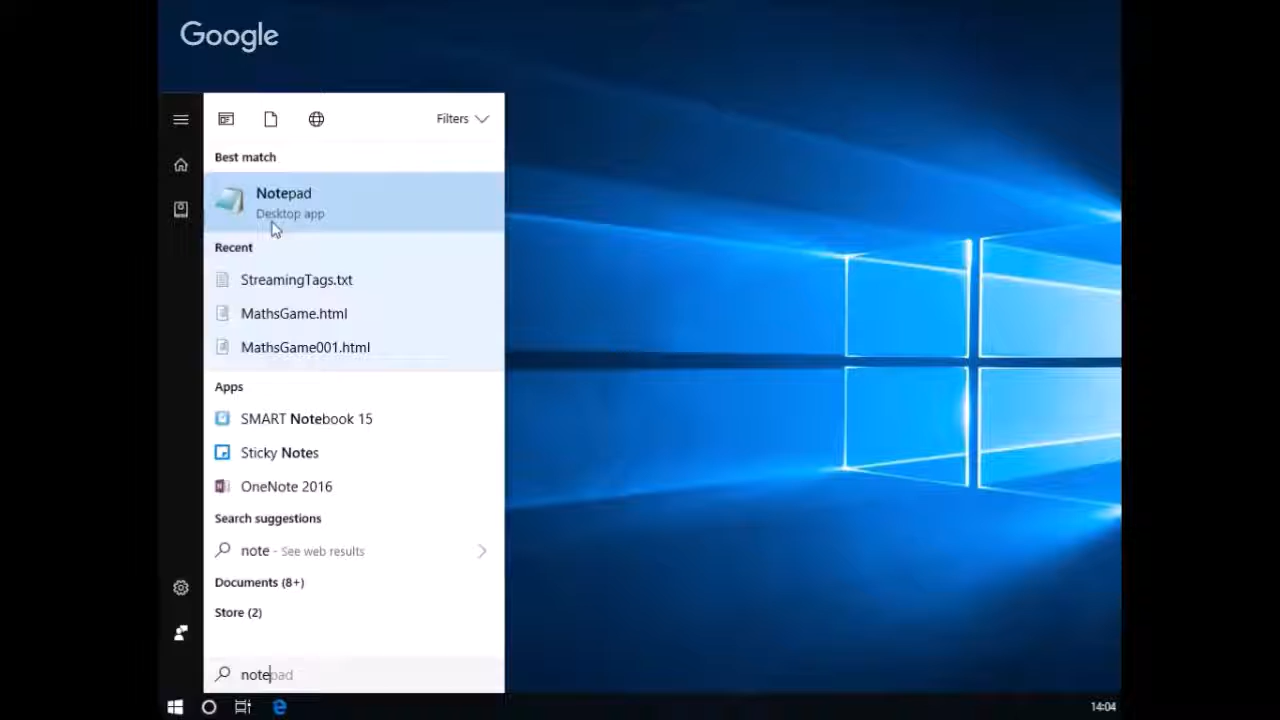 Google
Filters
Best match
Notepad
Desktop app
Recent
StreamingTags.txt
MathsGame.html
MathsGame001.html
Apps
SMART Notebook 15
Sticky Notes
OneNote 2016
Search suggestions
note - See web results
Documents (8+)
Store (2)
notepad
14:04